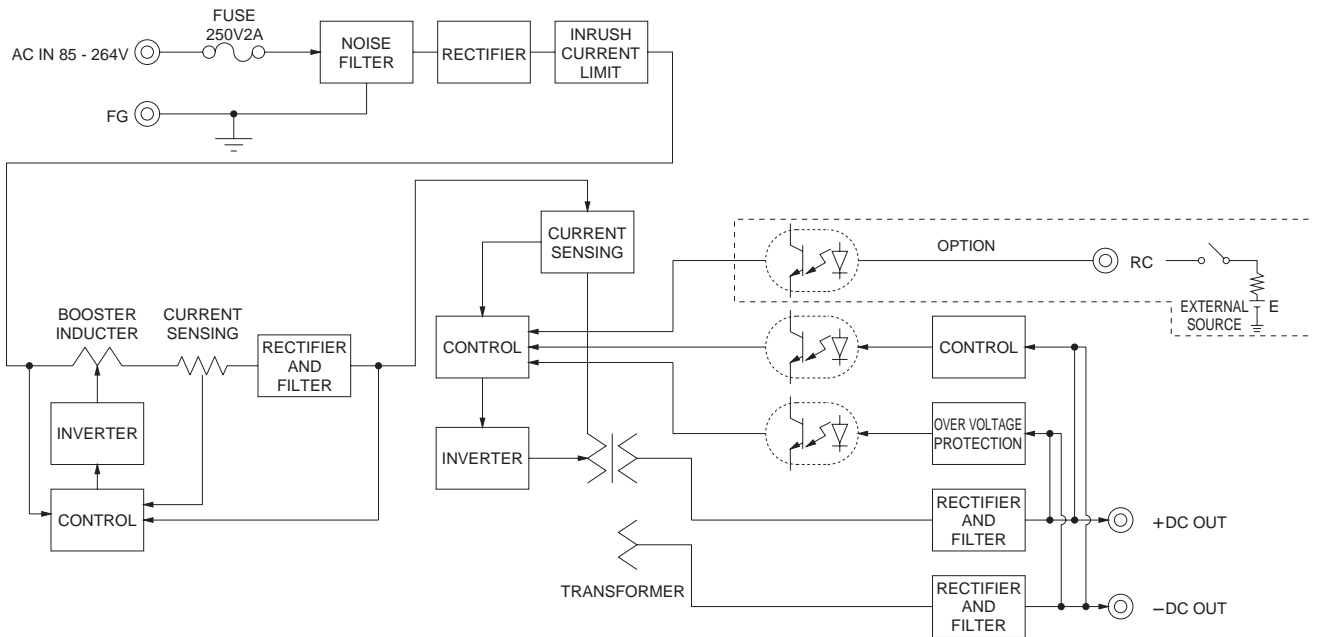 FUSE
250V2A
AC IN 85 - 264V
NOISE
FILTER
RECTIFIER
INRUSH
CURRENT
LIMIT
FG
CURRENT
SENSING
OPTION
RC
EXTERNAL
SOURCE
E
BOOSTER
INDUCTER
CURRENT
SENSING
RECTIFIER
AND
FILTER
CONTROL
CONTROL
INVERTER
INVERTER
OVER VOLTAGE
PROTECTION
CONTROL
RECTIFIER
AND
FILTER
+DC OUT
TRANSFORMER
RECTIFIER
AND
FILTER
−DC OUT